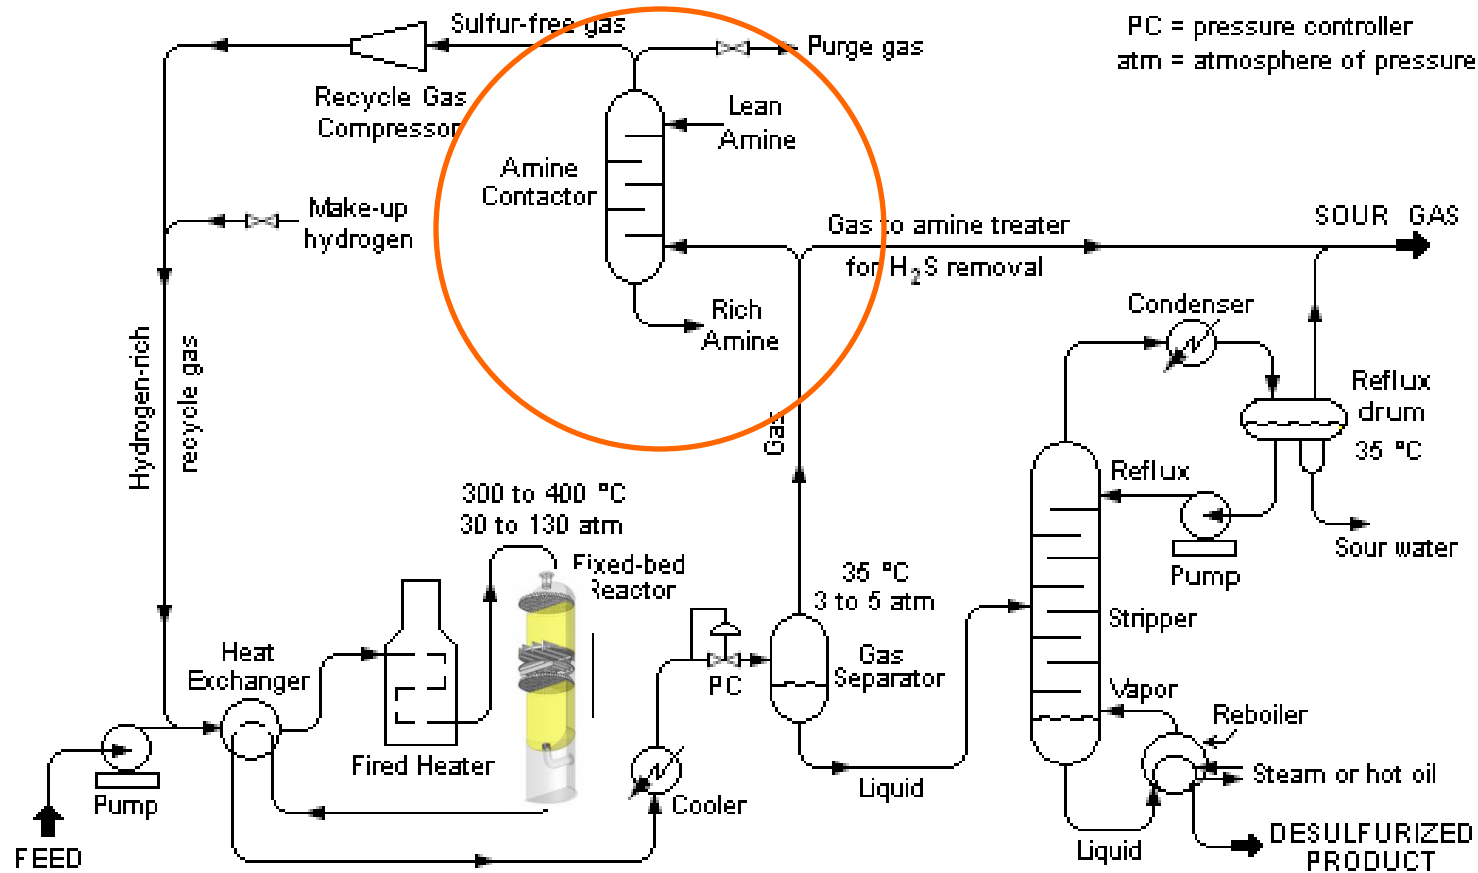 Sulfur-free gas
PC = pressure controller
atm = atmosphere of pressure
Purge gas
Recycle Gas
Compressor
Lean
Amine
Amine
Contactor
Make-up
hydrogen
Gas to amine treater
for H2S removal
SOUR GAS
Rich
Amine
Condenser
Hydrogen-rich
recycle gas
Gas
Reflux
drum
35 °C
Reflux
300 to 400 °C
30 to 130 atm
Sour water
Pump
Fixed-bed
Reactor
35 °C
3 to 5 atm
Stripper
Heat
Exchanger
PC
Gas
Separator
Vapor
Reboiler
Fired Heater
Steam or hot oil
Liquid
Pump
Cooler
FEED
Liquid
DESULFURIZED
PRODUCT